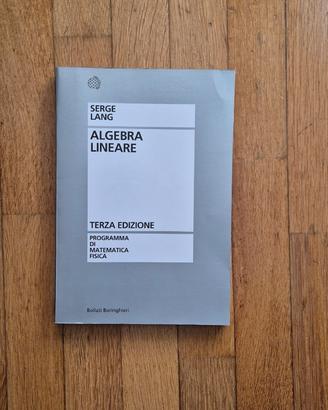 SERGE
LANG
ALGEBRA
LINEARE
TERZA EDIZIONE
PROGRAMMA
DI
MATEMATICA
FISICA
Bollati Boringhieri